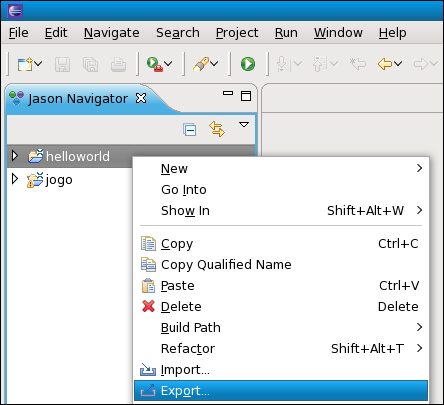 File Edit Navigate Search Project Run Window Help
Jason Navigator
helloworld
jogo
New
Go Into
Show In Shift+Alt+W
Copy Ctrl+C
Copy Qualified Name
Paste Ctrl+V
Delete Delete
Build Path
Refactor Shift+Alt+T
Import...
Export...